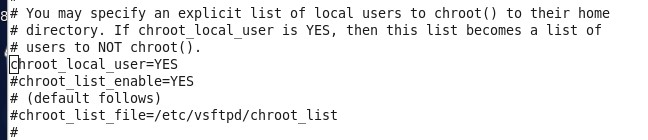 # You may specify an explicit list of local users to chroot() to their home
# directory. If chroot_local_user is YES, then this list becomes a list of
# users to NOT chroot().
chroot_local_user=YES
#chroot_list_enable=YES
# (default follows)
#chroot_list_file=/etc/vsftpd/chroot_list
#